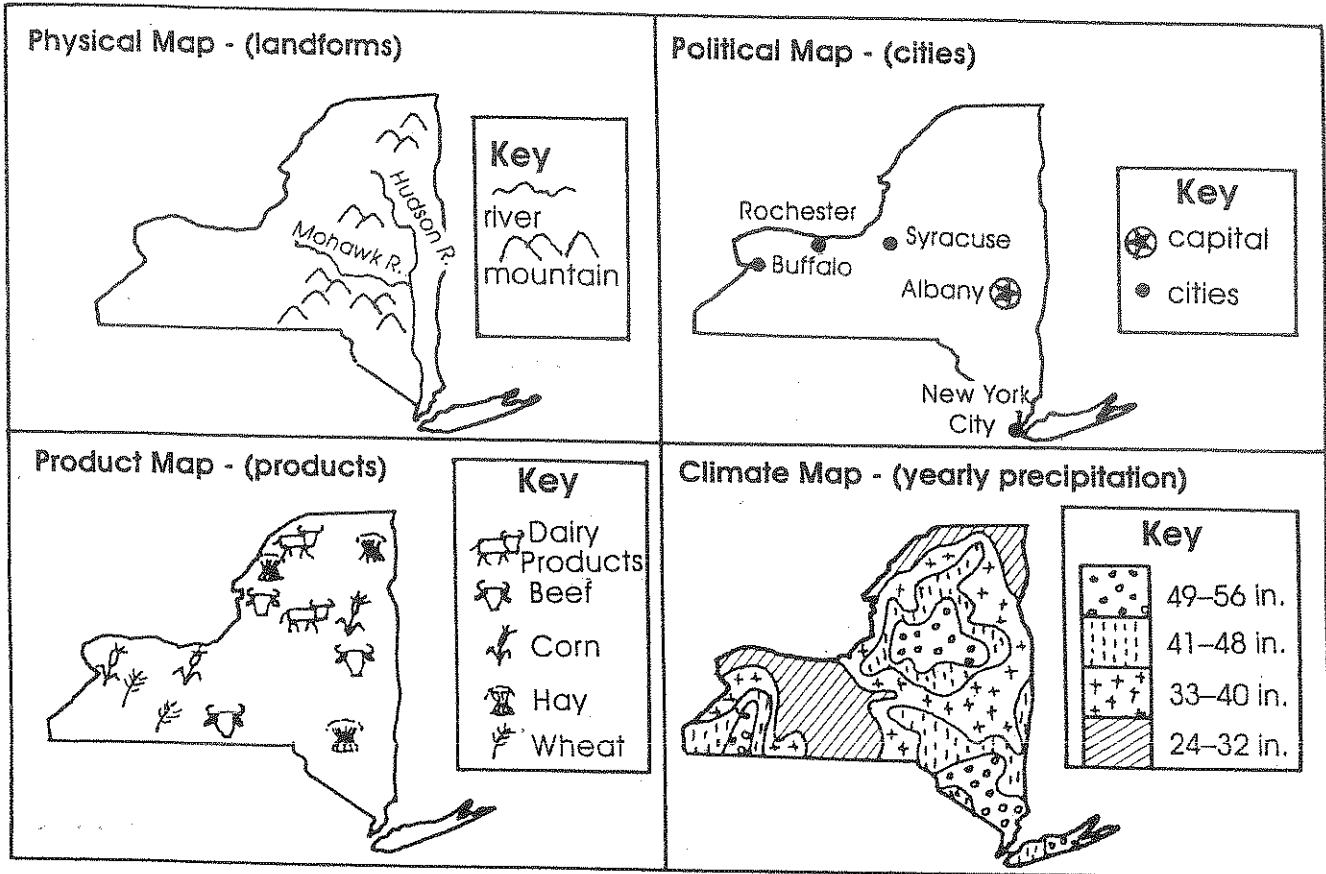 Physical Map - (landforms)
Key
river
mountain
Hudson R.
Mohawk R.
Political Map - (cities)
Rochester
Syracuse
Buffalo
Albany
New York
City
Key
capital
cities
Product Map - (products)
Key
Dairy
Products
Beef
Corn
Hay
Wheat
Climate Map - (yearly precipitation)
Key
49–56 in.
41–48 in.
33–40 in.
24–32 in.